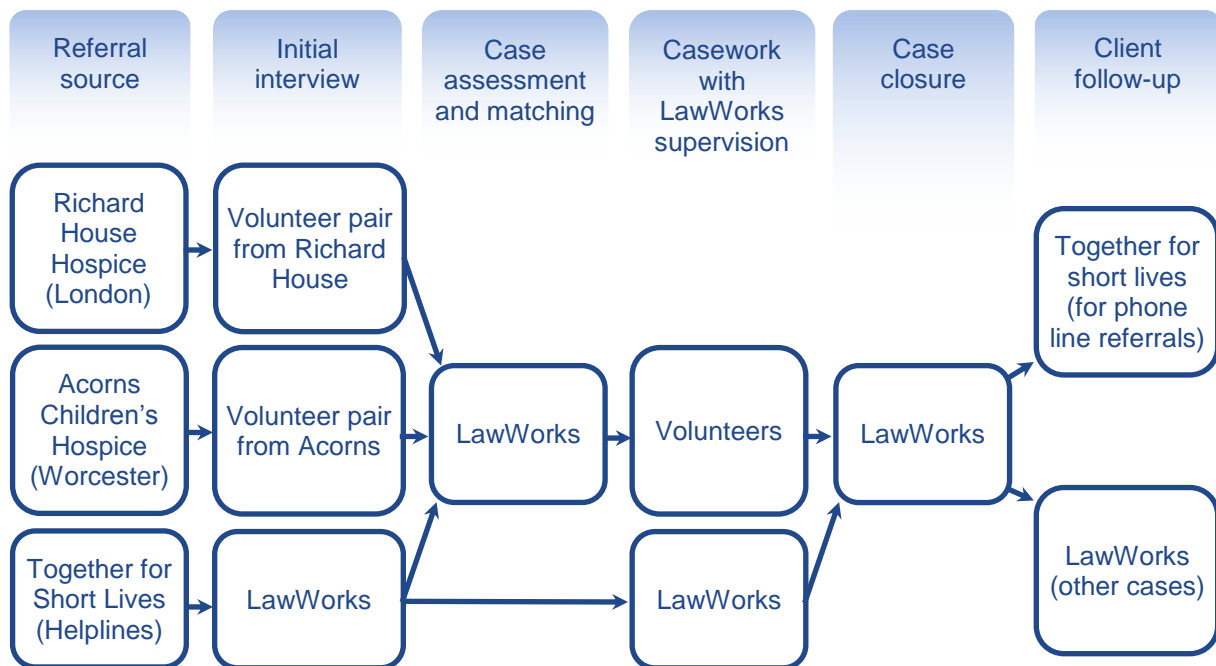 Referral
source
Initial
interview
Case
assessment
and matching
Casework
with
LawWorks
supervision
Case
closure
Client
follow-up
Richard
House
Hospice
(London)
Volunteer pair
from Richard
House
Together for
short lives
(for phone
line referrals)
Acorns
Children's
Hospice
(Worcester)
Volunteer pair
from Acorns
LawWorks
Volunteers
LawWorks
Together for
Short Lives
(Helplines)
LawWorks
LawWorks
LawWorks
(other cases)